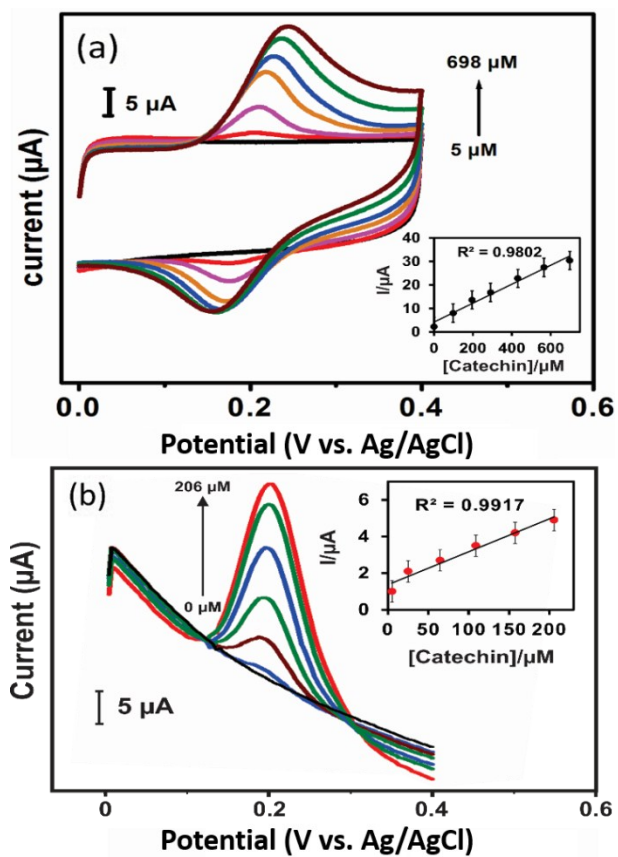 (a)
5 µA
698 µM
5 µM
current (µA)
40
30
20
10
0
I/µA
R² = 0.9802
0 200 400 600
[Catechin]/µM
0.0 0.2 0.4 0.6
Potential (V vs. Ag/AgCl)
(b)
206 µM
0 µM
5 µA
Current (µA)
6
4
2
0
I/µA
R² = 0.9917
0 50 100 150 200
[Catechin]/µM
0 0.2 0.4 0.6
Potential (V vs. Ag/AgCl)